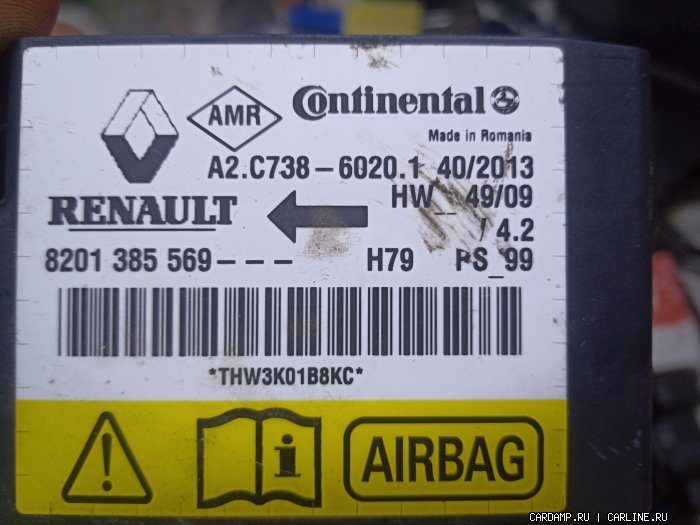 AMR
Continental
Made in Romania
A2.C738-6020.1 40/2013
RENAULT
HW_ 49/09
4.2
8201 385 569--- H79 PS_99
*THW3K01B8KC*
! i AIRBAG
CARDAMP.RU | CARLINE.RU